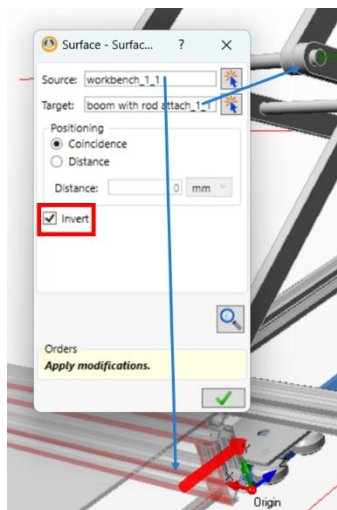 Surface - Surfac... ? X
Source: workbench_1_1
Target: boom with rod attach_1_1
Positioning
Coincidence
Distance
Distance: 0 mm
Invert
Orders
Apply modifications.
Origin